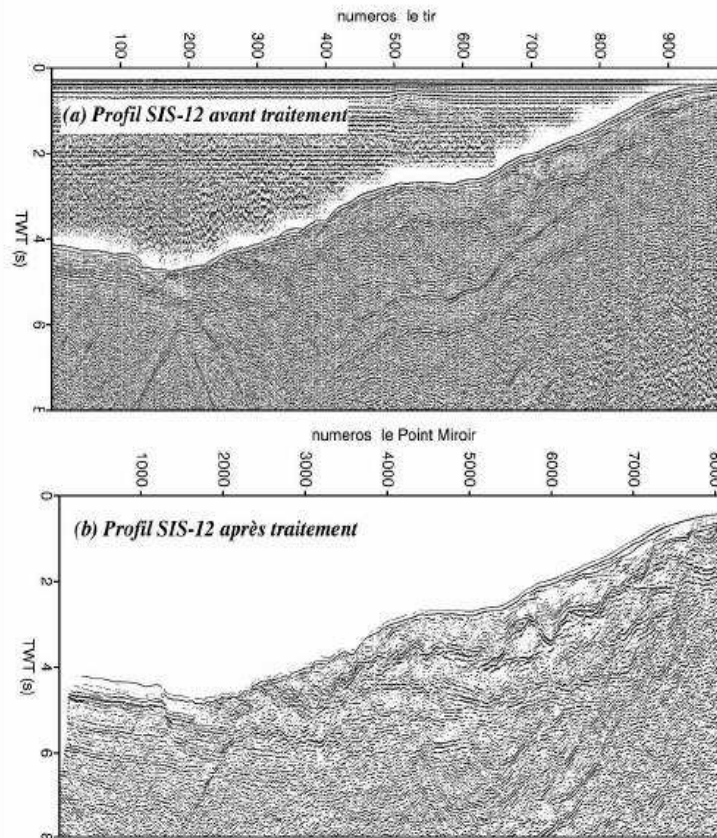 numeros le tir
100 200 300 400 500 600 700 800 900
0
(a) Profil SIS-12 avant traitement
2
4
TWT (s)
6
8
numeros le Point Miroir
1000 2000 3000 4000 5000 6000 7000 8000
0
(b) Profil SIS-12 après traitement
2
4
TWT (s)
6
8